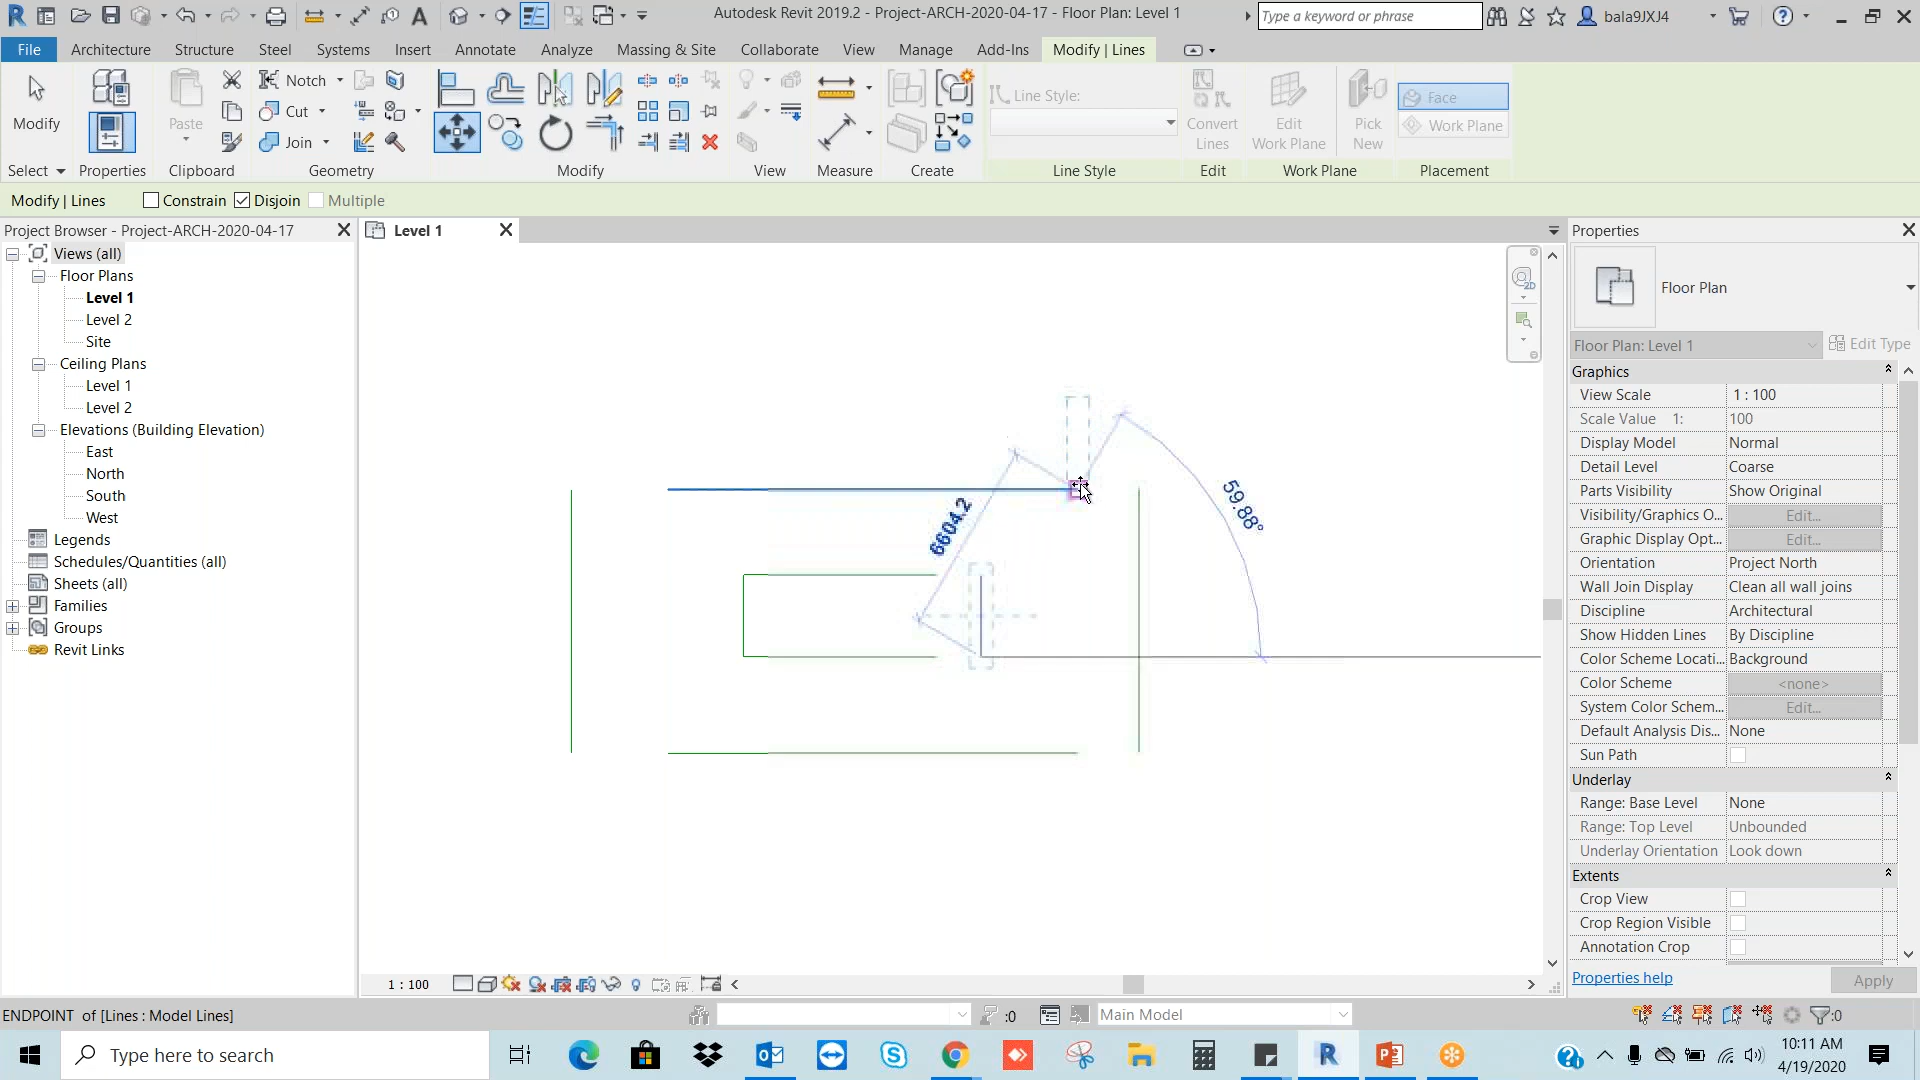 Autodesk Revit 2019.2 - Project-ARCH-2020-04-17 - Floor Plan: Level 1
Type a keyword or phrase
bala9JXJ4
File
Architecture
Structure
Steel
Systems
Insert
Annotate
Analyze
Massing & Site
Collaborate
View
Manage
Add-Ins
Modify | Lines
Modify
Paste
Notch
Cut
Join
Line Style:
Convert
Lines
Edit
Work Plane
Pick
New
Face
Work Plane
Select
Properties
Clipboard
Geometry
Modify
View
Measure
Create
Line Style
Edit
Work Plane
Placement
Modify | Lines
Constrain
Disjoin
Multiple
Project Browser - Project-ARCH-2020-04-17
Views (all)
Floor Plans
Level 1
Level 2
Site
Ceiling Plans
Level 1
Level 2
Elevations (Building Elevation)
East
North
South
West
Legends
Schedules/Quantities (all)
Sheets (all)
Families
Groups
Revit Links
Level 1
2D
6604.2
59.88°
Properties
Floor Plan
Floor Plan: Level 1
Edit Type
Graphics
View Scale 1 : 100
Scale Value 1: 100
Display Model Normal
Detail Level Coarse
Parts Visibility Show Original
Visibility/Graphics O... Edit...
Graphic Display Opt... Edit...
Orientation Project North
Wall Join Display Clean all wall joins
Discipline Architectural
Show Hidden Lines By Discipline
Color Scheme Locati... Background
Color Scheme <none>
System Color Schem... Edit...
Default Analysis Dis... None
Sun Path
Underlay
Range: Base Level None
Range: Top Level Unbounded
Underlay Orientation Look down
Extents
Crop View
Crop Region Visible
Annotation Crop
Properties help
Apply
1 : 100
ENDPOINT of [Lines : Model Lines]
:0
Main Model
:0
Type here to search
10:11 AM
4/19/2020